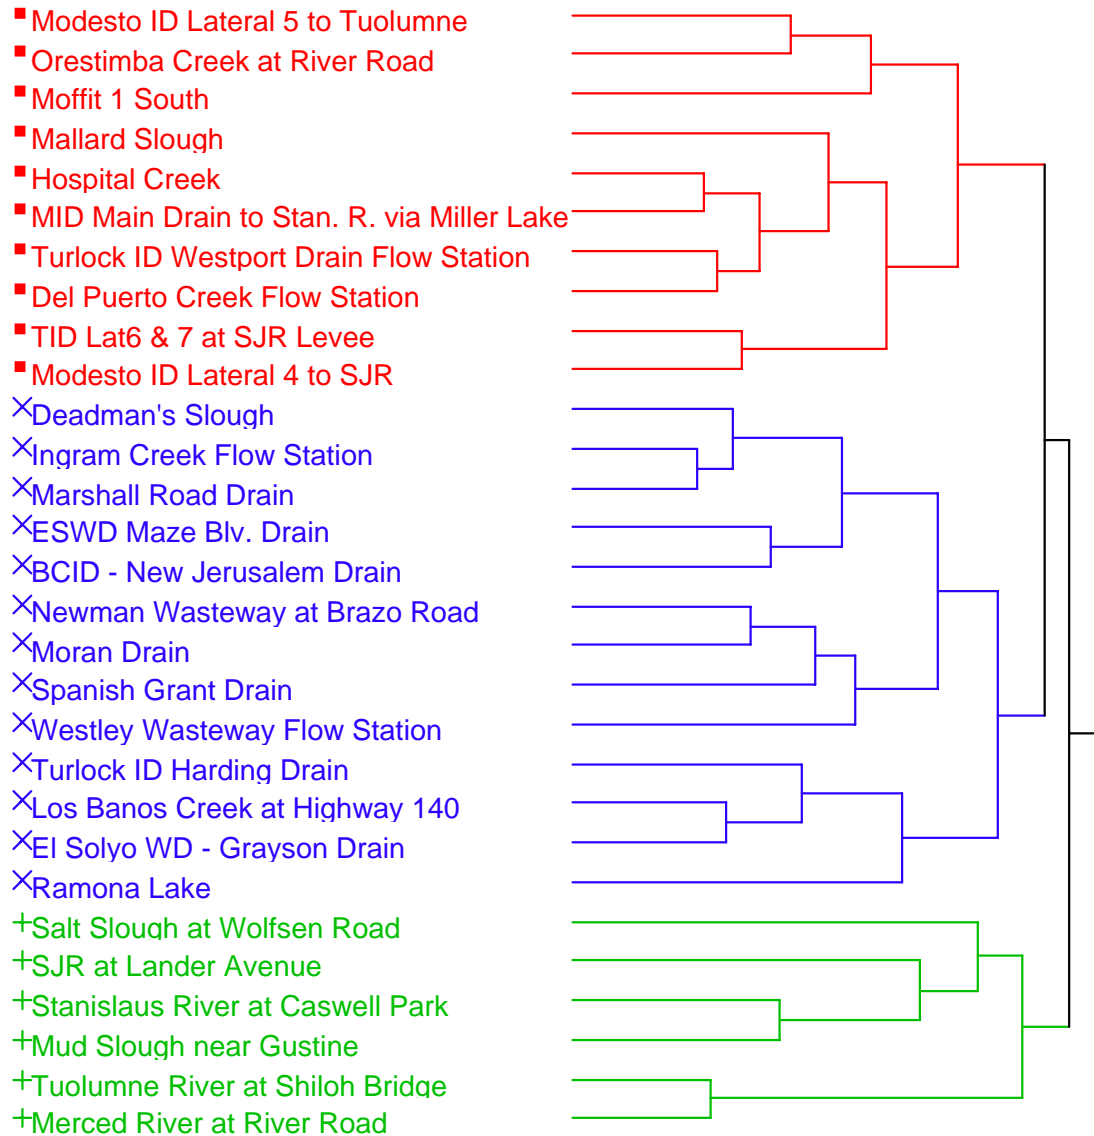 Modesto ID Lateral 5 to Tuolumne
Orestimba Creek at River Road
Moffit 1 South
Mallard Slough
Hospital Creek
MID Main Drain to Stan. R. via Miller Lake
Turlock ID Westport Drain Flow Station
Del Puerto Creek Flow Station
TID Lat6 & 7 at SJR Levee
Modesto ID Lateral 4 to SJR
Deadman's Slough
Ingram Creek Flow Station
Marshall Road Drain
ESWD Maze Blv. Drain
BCID - New Jerusalem Drain
Newman Wasteway at Brazo Road
Moran Drain
Spanish Grant Drain
Westley Wasteway Flow Station
Turlock ID Harding Drain
Los Banos Creek at Highway 140
El Solyo WD - Grayson Drain
Ramona Lake
Salt Slough at Wolfsen Road
SJR at Lander Avenue
Stanislaus River at Caswell Park
Mud Slough near Gustine
Tuolumne River at Shiloh Bridge
Merced River at River Road